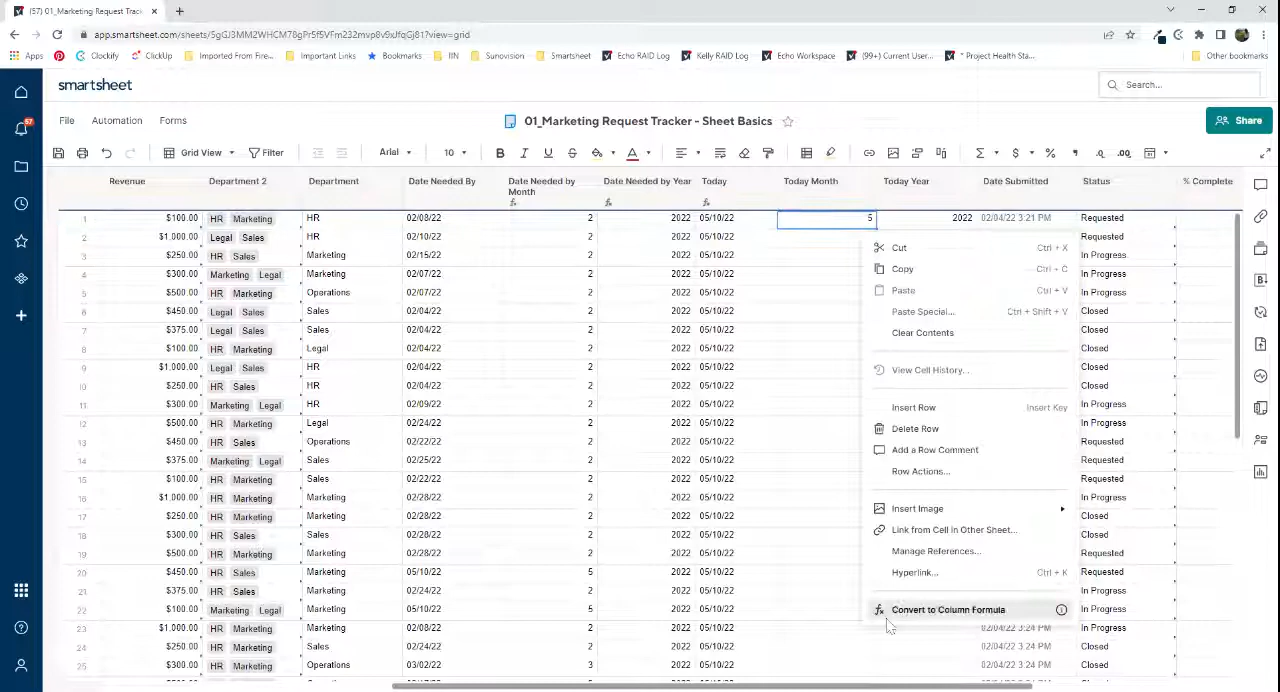 (57) 01_Marketing Request Tracker
app.smartsheet.com/sheets/
Apps Clockify ClickUp Imported From Fire... Important Links Bookmarks IIN Sunovision Smartsheet Echo RAID Log Kelly RAID Log Echo Workspace (99+) Current User... * Project Health Sta... Other bookmarks
smartsheet
Search...
File Automation Forms
01_Marketing Request Tracker - Sheet Basics
Share
Grid View Filter Arial 10 B I U S A Σ $ % .0 .00
57
Revenue Department 2 Department Date Needed By Date Needed by Month Date Needed by Year Today Today Month Today Year Date Submitted Status % Complete
fx fx fx
1 $100.00 HR Marketing HR 02/08/22 2 2022 05/10/22 5 2022 02/04/22 3:21 PM Requested
2 $1,000.00 Legal Sales HR 02/10/22 2 2022 05/10/22 Requested
3 $250.00 HR Sales Marketing 02/15/22 2 2022 05/10/22 In Progress
4 $300.00 Marketing Legal Marketing 02/07/22 2 2022 05/10/22 In Progress
5 $500.00 HR Marketing Operations 02/07/22 2 2022 05/10/22 In Progress
6 $450.00 Legal Sales Sales 02/04/22 2 2022 05/10/22 Closed
7 $375.00 Legal Sales Sales 02/04/22 2 2022 05/10/22 Closed
8 $100.00 HR Marketing Legal 02/04/22 2 2022 05/10/22 Closed
9 $1,000.00 Legal Sales HR 02/04/22 2 2022 05/10/22 Closed
10 $250.00 HR Sales HR 02/04/22 2 2022 05/10/22 Closed
11 $300.00 Marketing Legal HR 02/09/22 2 2022 05/10/22 In Progress
12 $500.00 HR Marketing Legal 02/24/22 2 2022 05/10/22 Closed
13 $450.00 HR Sales Operations 02/22/22 2 2022 05/10/22 Requested
14 $375.00 Marketing Legal Sales 02/25/22 2 2022 05/10/22 Closed
15 $100.00 HR Marketing Sales 02/28/22 2 2022 05/10/22 Requested
16 $1,000.00 HR Marketing Marketing 02/28/22 2 2022 05/10/22 In Progress
17 $250.00 HR Marketing Marketing 02/28/22 2 2022 05/10/22 Closed
18 $300.00 HR Sales Marketing 02/28/22 2 2022 05/10/22 Closed
19 $500.00 HR Marketing Marketing 02/28/22 2 2022 05/10/22 Requested
20 $450.00 HR Sales Marketing 02/28/22 5 2022 05/10/22 In Progress
21 $375.00 HR Sales Marketing 02/28/22 2 2022 05/10/22 In Progress
22 $100.00 Marketing Legal Marketing 05/10/22 5 2022 05/10/22 In Progress
23 $1,000.00 HR Marketing Marketing 02/28/22 2 2022 05/10/22 02/04/22 3:24 PM In Progress
24 $250.00 HR Marketing Sales 02/24/22 2 2022 05/10/22 02/04/22 3:24 PM Closed
25 $300.00 HR Marketing Operations 03/02/22 3 2022 05/10/22 02/04/22 3:24 PM Closed
Cut Ctrl + X
Copy Ctrl + C
Paste Ctrl + V
Paste Special... Ctrl + Shift + V
Clear Contents
View Cell History...
Insert Row Insert Key
Delete Row
Add a Row Comment
Row Actions...
Insert Image
Link from Cell in Other Sheet...
Manage References...
Hyperlink... Ctrl + K
fx Convert to Column Formula